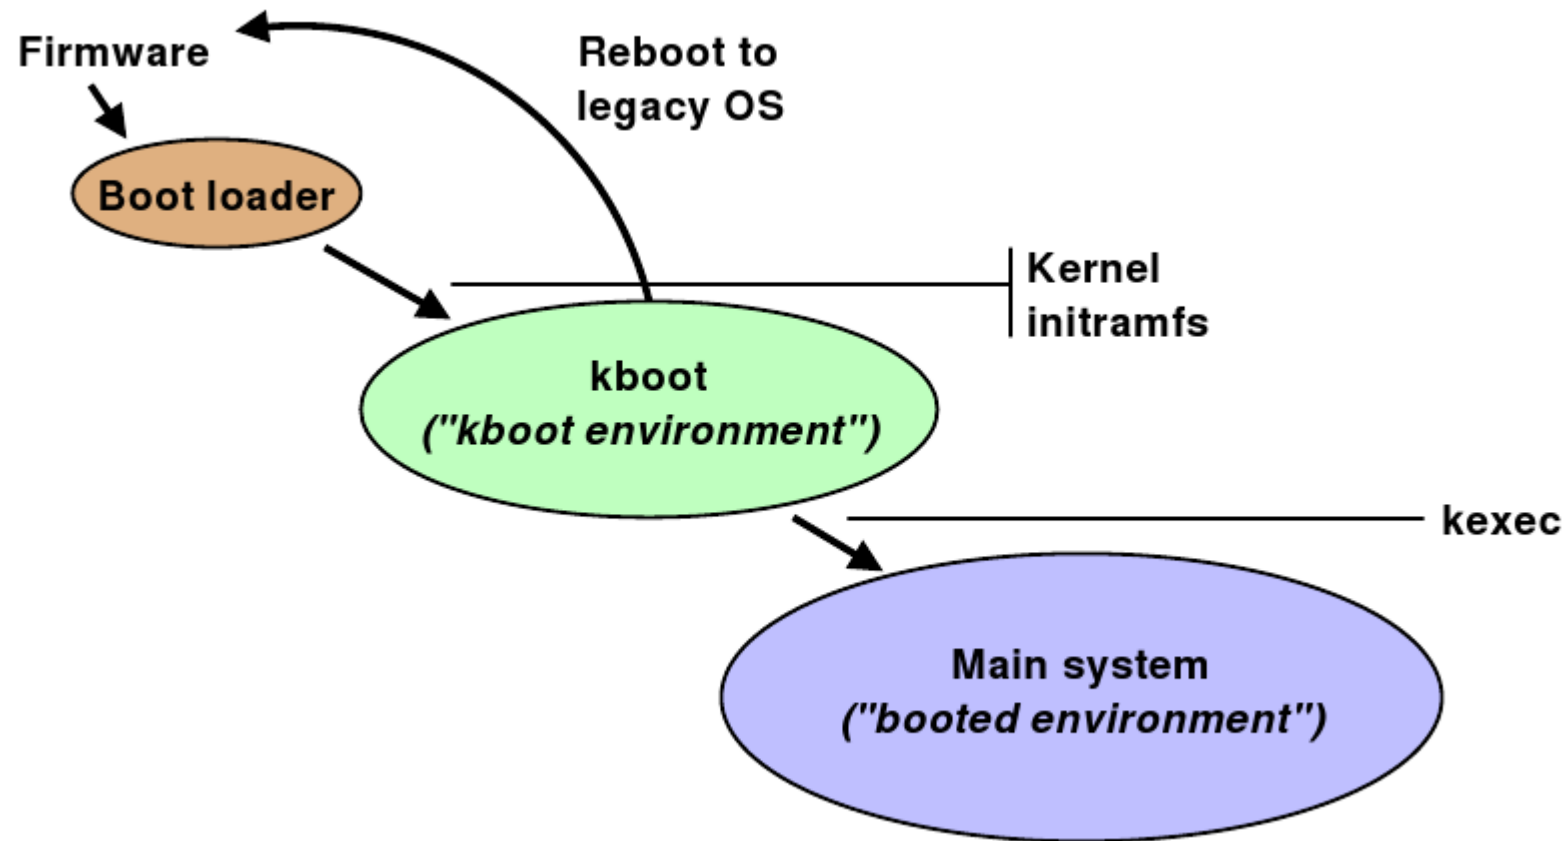 Firmware
Reboot to
legacy OS
Boot loader
Kernel
initramfs
kboot
("kboot environment")
kexec
Main system
("booted environment")